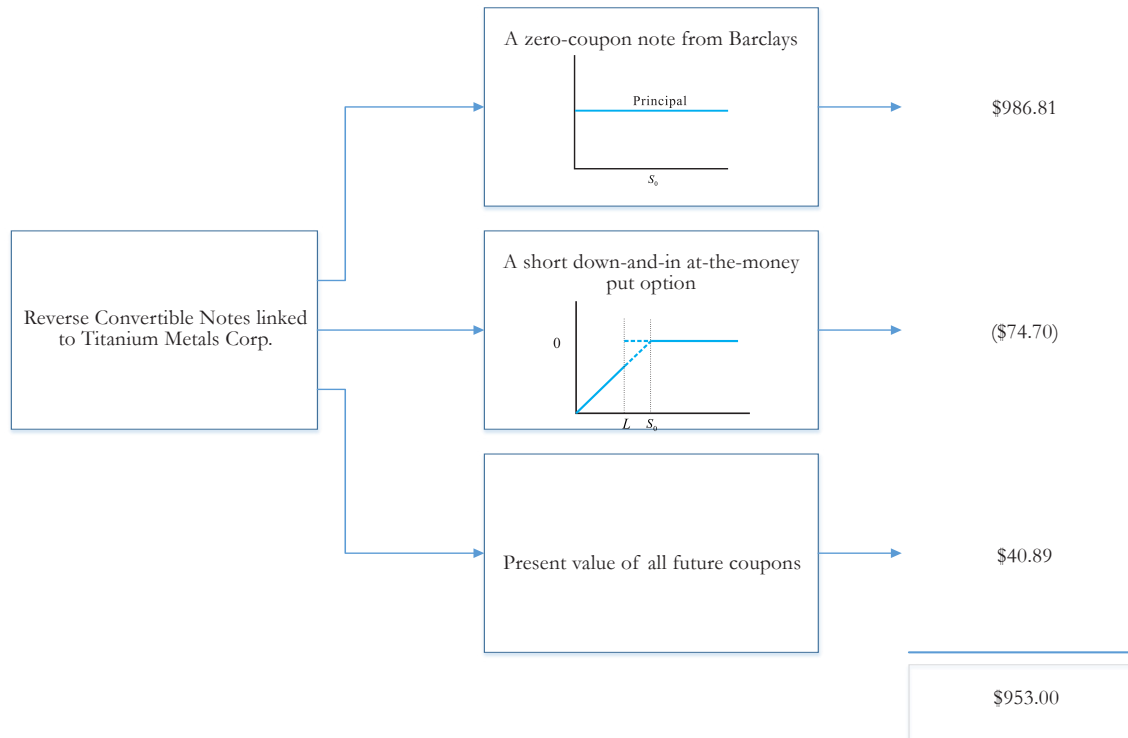 A zero-coupon note from Barclays
Principal
S₀
$986.81
Reverse Convertible Notes linked
to Titanium Metals Corp.
A short down-and-in at-the-money
put option
0
L S₀
($74.70)
Present value of all future coupons
$40.89
$953.00